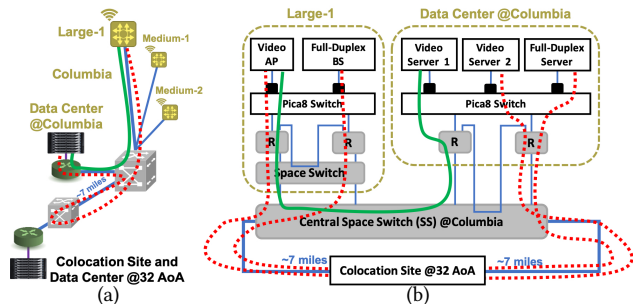 Large-1
Medium-1
Columbia
Medium-2
Data Center
@Columbia
~7 miles
Colocation Site and
Data Center @32 AoA
(a)
Large-1
Data Center @Columbia
Video
AP
Full-Duplex
BS
Video
Server 1
Video
Server 2
Full-Duplex
Server
Pica8 Switch
Pica8 Switch
R
R
R
R
Space Switch
Central Space Switch (SS) @Columbia
~7 miles
~7 miles
Colocation Site @32 AoA
(b)